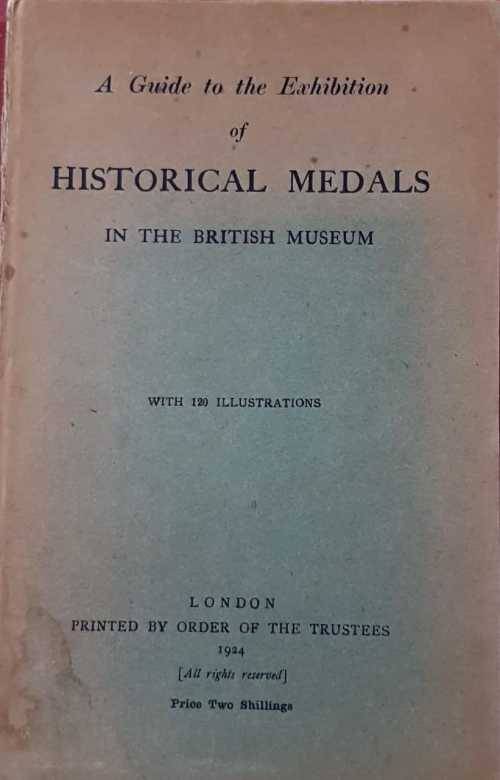 A Guide to the Exhibition
of
HISTORICAL MEDALS
IN THE BRITISH MUSEUM
WITH 120 ILLUSTRATIONS
LONDON
PRINTED BY ORDER OF THE TRUSTEES
1924
[All rights reserved]
Price Two Shillings